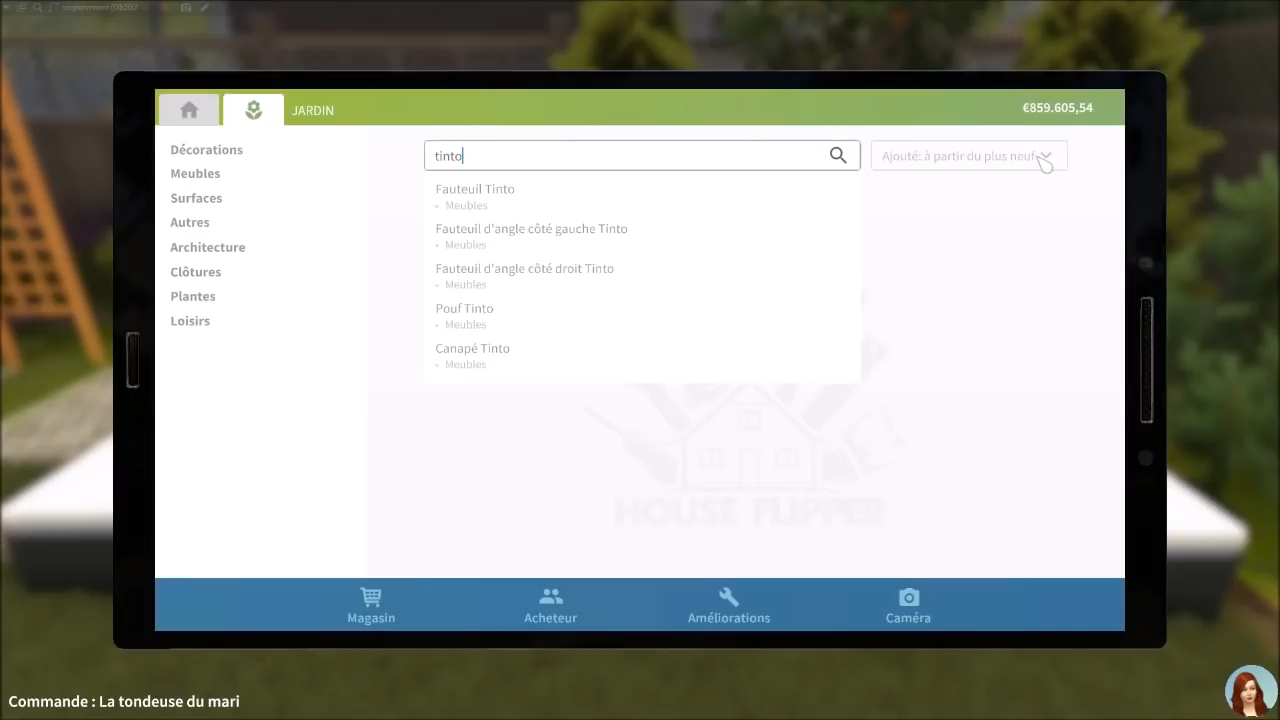 JARDIN
€859.605,54
Décorations
Meubles
Surfaces
Autres
Architecture
Clôtures
Plantes
Loisirs
tinto
Ajouté: à partir du plus neuf
Fauteuil Tinto
• Meubles
Fauteuil d'angle côté gauche Tinto
• Meubles
Fauteuil d'angle côté droit Tinto
• Meubles
Pouf Tinto
• Meubles
Canapé Tinto
• Meubles
HOUSE FLIPPER
Magasin
Acheteur
Améliorations
Caméra
Commande : La tondeuse du mari